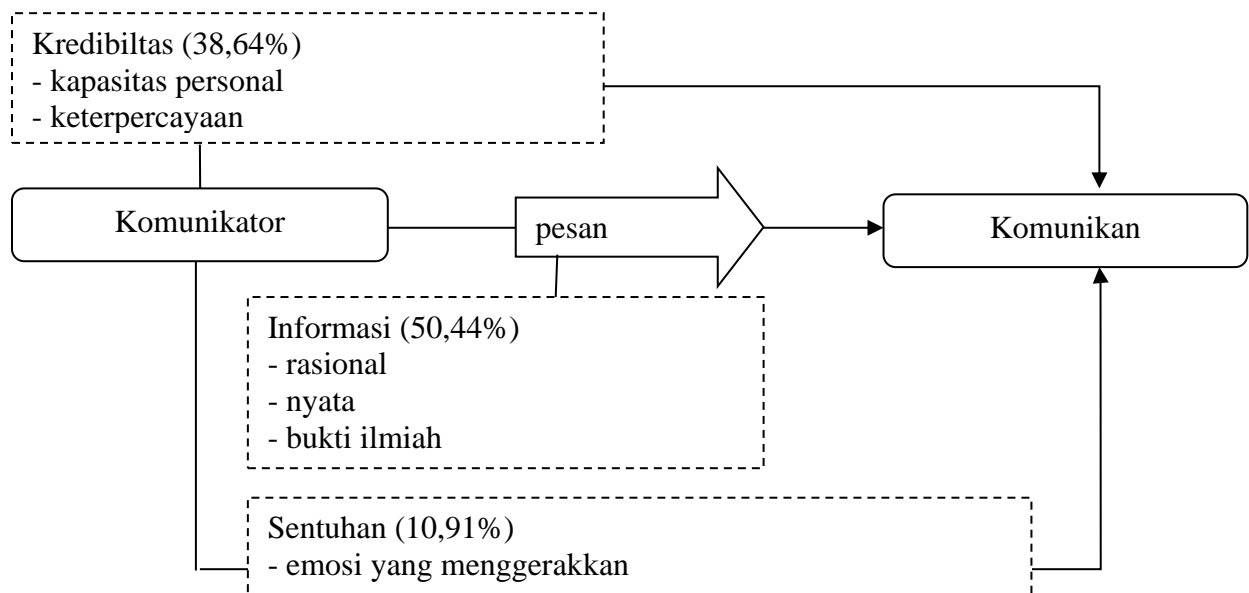 Kredibiltas (38,64%)
- kapasitas personal
- keterpercayaan
Komunikator
pesan
Komunikan
Informasi (50,44%)
- rasional
- nyata
- bukti ilmiah
Sentuhan (10,91%)
- emosi yang menggerakkan